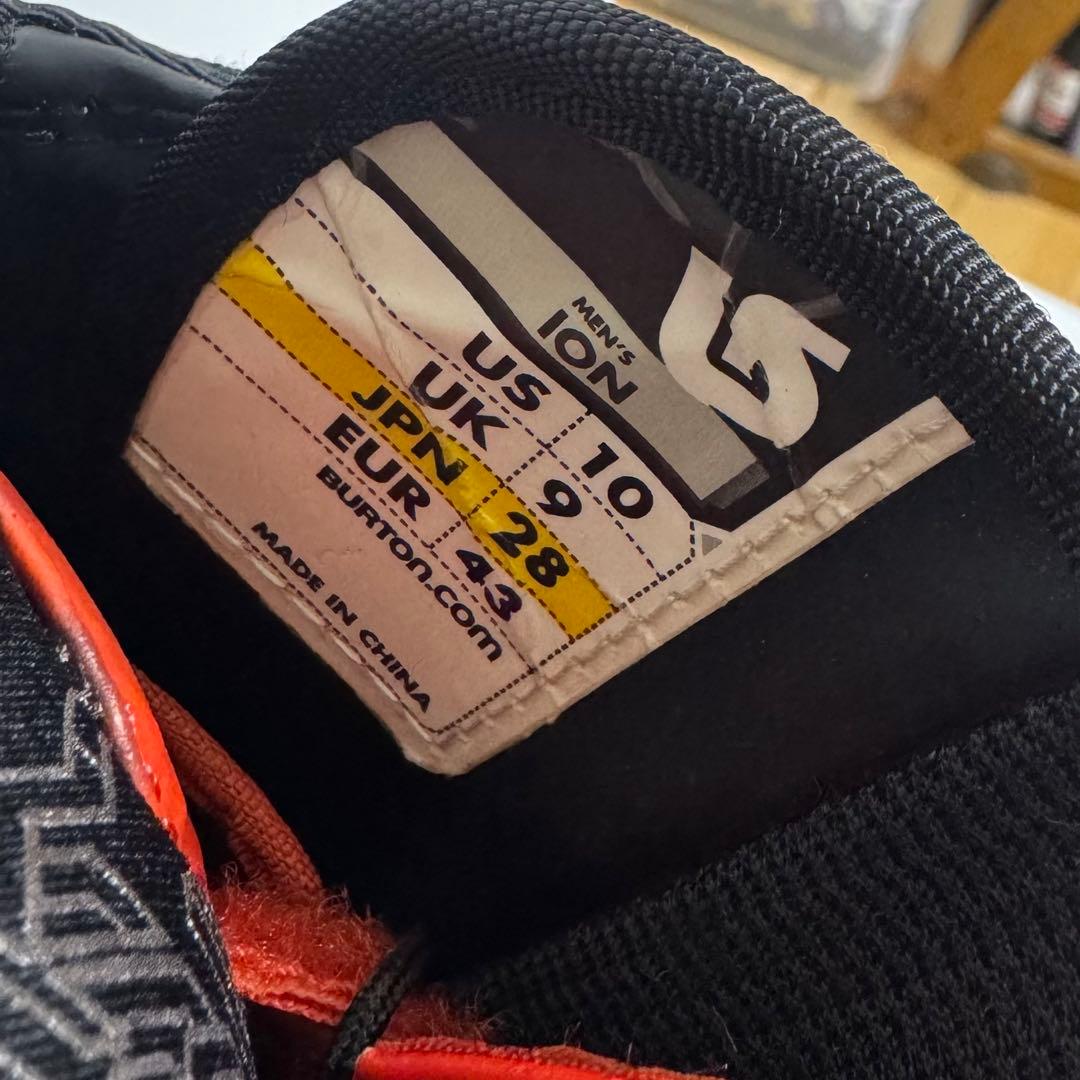 MEN'S
ION
US 10
UK 9
JPN 28
EUR 43
BURTON.COM
MADE IN CHINA